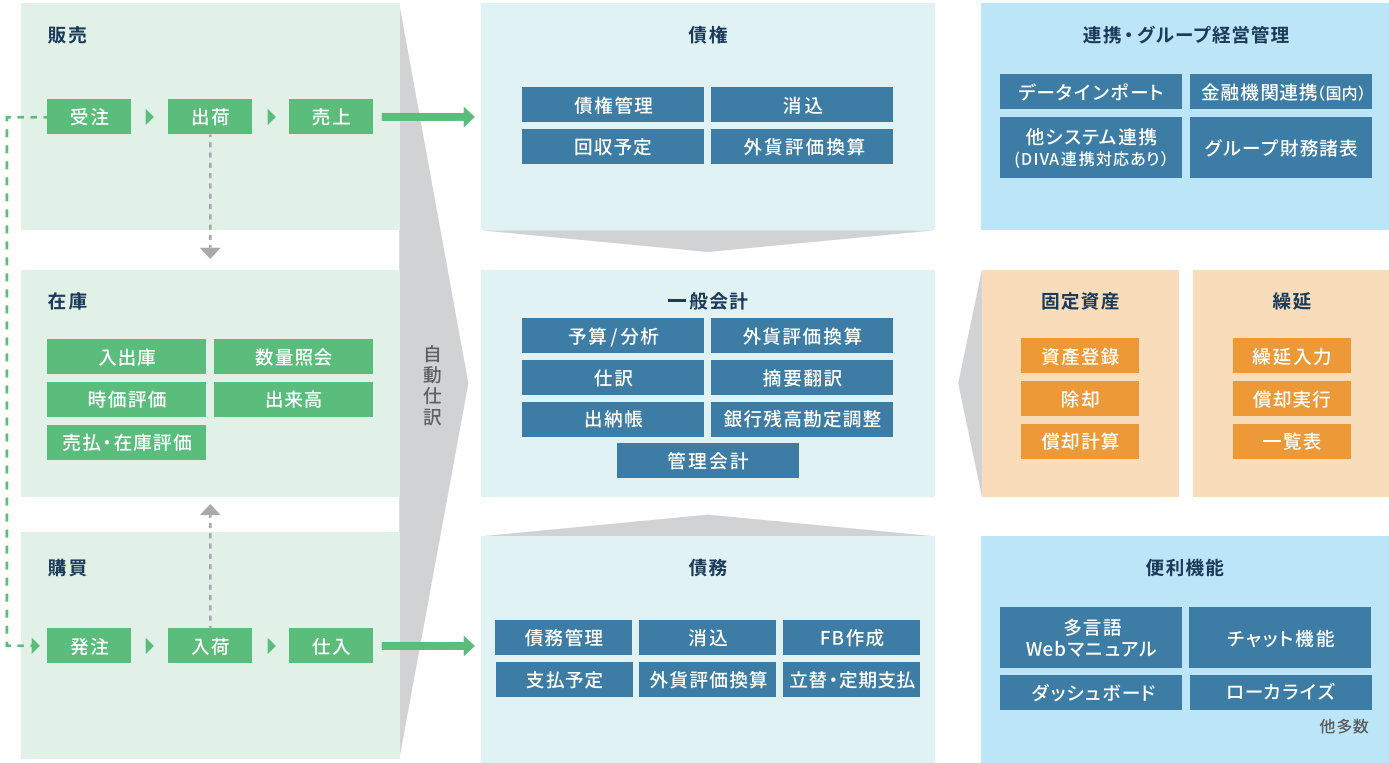 販売
受注
出荷
売上
在庫
入出庫
数量照会
時価評価
出来高
売払・在庫評価
購買
発注
入荷
仕入
自動仕訳
債権
債権管理
消込
回収予定
外貨評価換算
一般会計
予算/分析
外貨評価換算
仕訳
摘要翻訳
出納帳
銀行残高勘定調整
管理会計
債務
債務管理
消込
FB作成
支払予定
外貨評価換算
立替・定期支払
連携・グループ経営管理
データインポート
金融機関連携(国内)
他システム連携
(DIVA連携対応あり)
グループ財務諸表
固定資産
資産登録
除却
償却計算
繰延
繰延入力
償却実行
一覧表
便利機能
多言語
Webマニュアル
チャット機能
ダッシュボード
ローカライズ
他多数